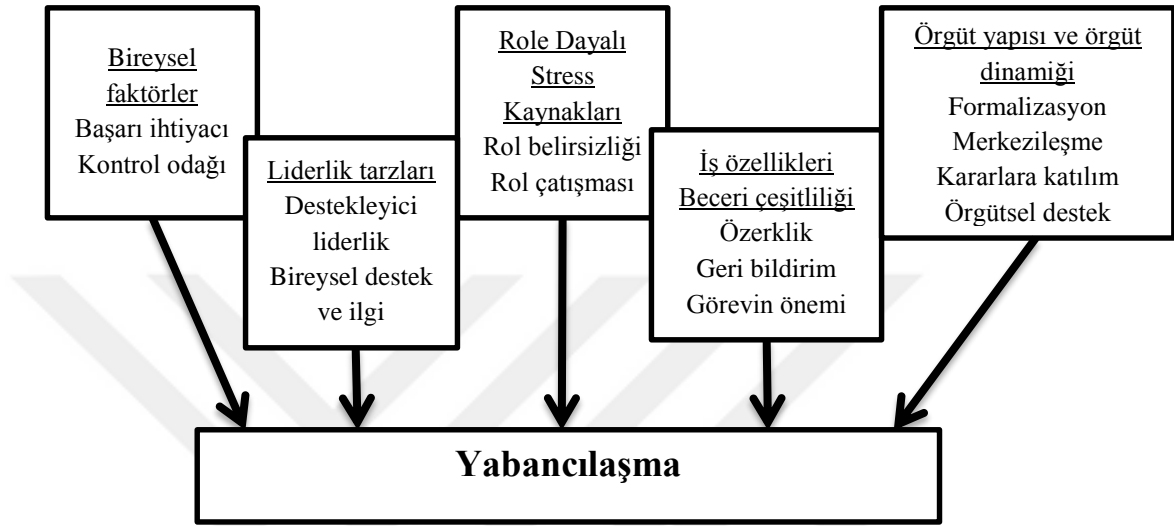 Bireysel
faktörler
Başarı ihtiyacı
Kontrol odağı
Liderlik tarzları
Destekleyici
liderlik
Bireysel destek
ve ilgi
Role Dayalı
Stress
Kaynakları
Rol belirsizliği
Rol çatışması
İş özellikleri
Beceri çeşitliliği
Özerklik
Geri bildirim
Görevin önemi
Örgüt yapısı ve örgüt
dinamiği
Formalizasyon
Merkezileşme
Kararlara katılım
Örgütsel destek
Yabancılaşma